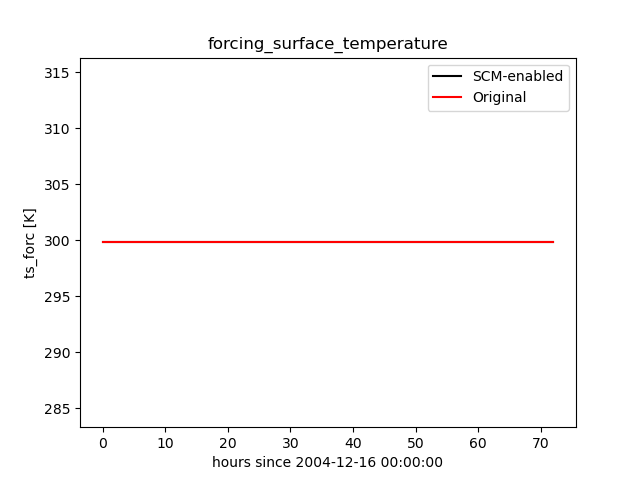 forcing_surface_temperature
SCM-enabled
Original
ts_forc [K]
315
310
305
300
295
290
285
0 10 20 30 40 50 60 70
hours since 2004-12-16 00:00:00